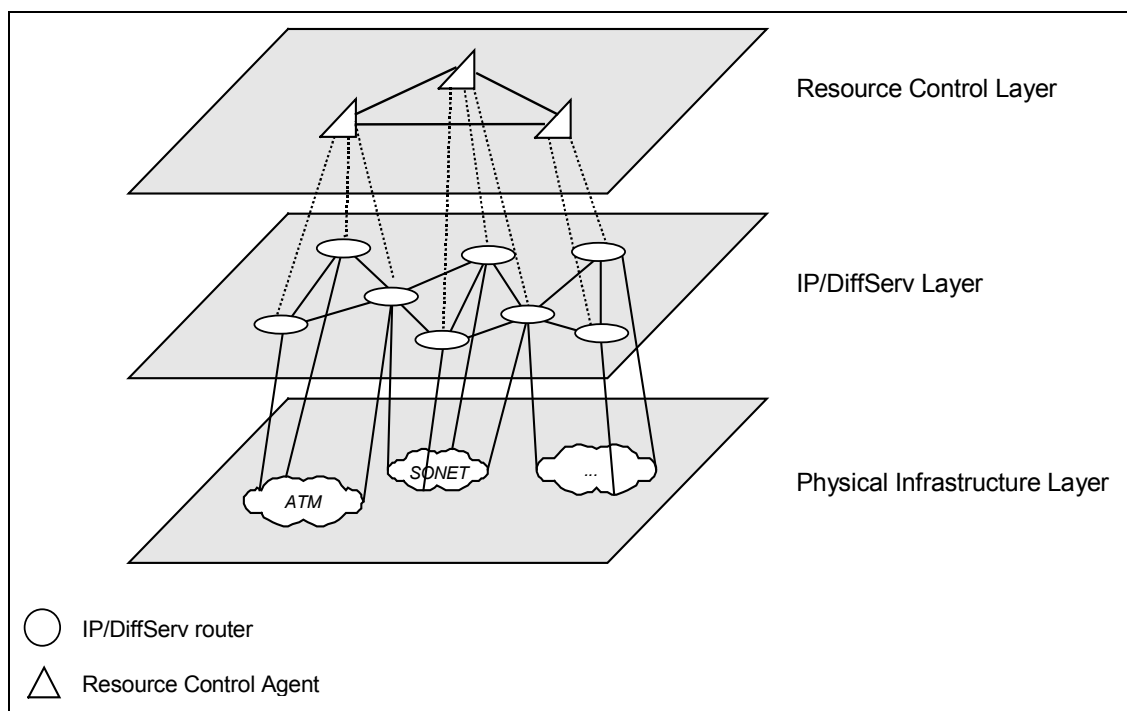 Resource Control Layer
IP/DiffServ Layer
SONET
...
ATM
Physical Infrastructure Layer
IP/DiffServ router
Resource Control Agent